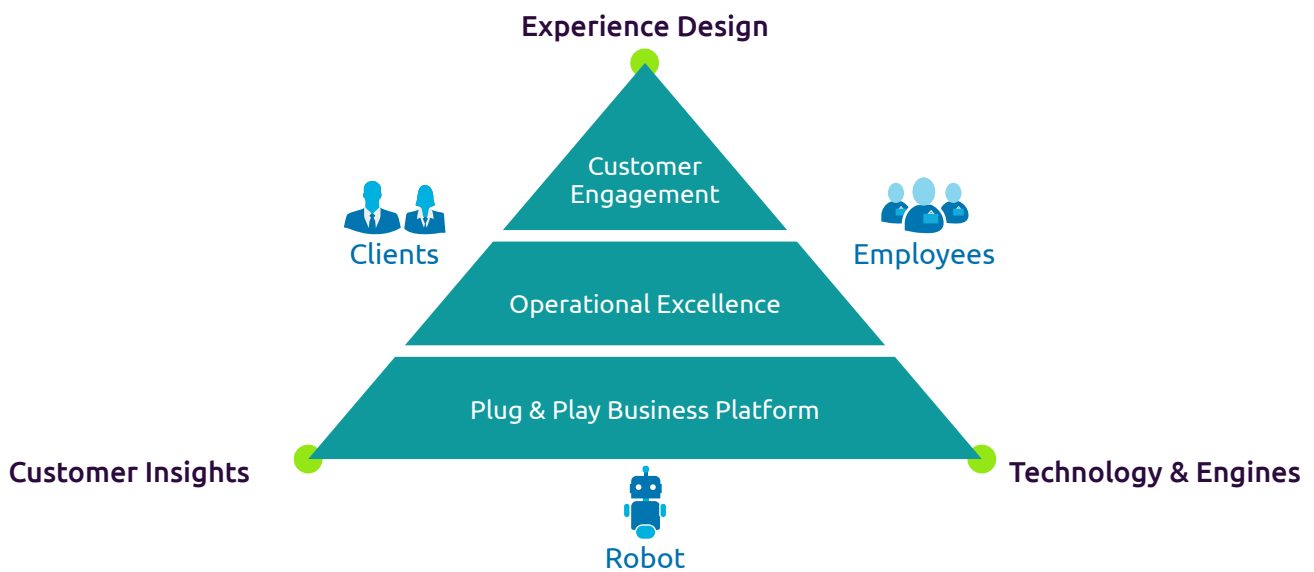 Experience Design
Customer
Engagement
Clients
Employees
Operational Excellence
Plug & Play Business Platform
Customer Insights
Technology & Engines
Robot